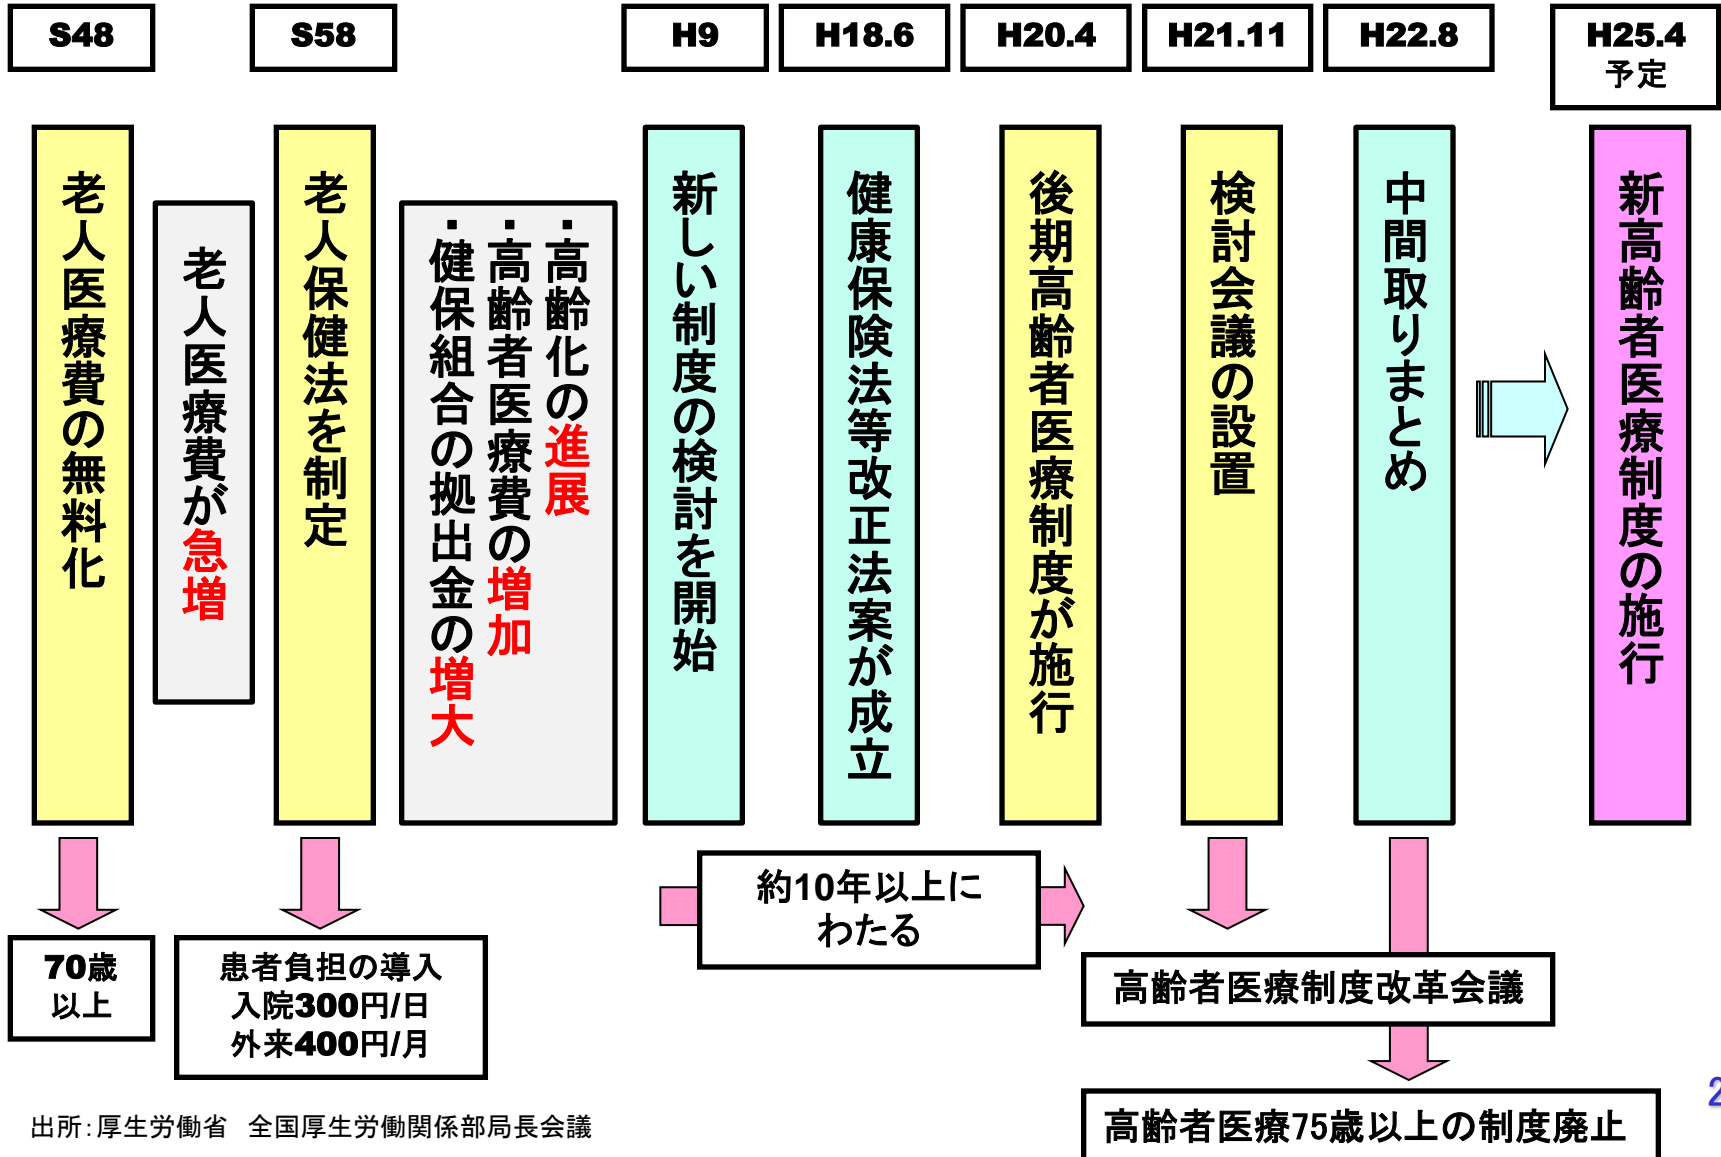 S48
S58
H9
H18.6
H20.4
H21.11
H22.8
H25.4
予定
老人医療費の無料化
老人医療費が急増
老人保健法を制定
・高齢化の進展
・高齢者医療費の増加
・健保組合の拠出金の増大
新しい制度の検討を開始
健康保険法等改正法案が成立
後期高齢者医療制度が施行
検討会議の設置
中間取りまとめ
新高齢者医療制度の施行
70歳
以上
患者負担の導入
入院300円/日
外来400円/月
約10年以上に
わたる
高齢者医療制度改革会議
高齢者医療75歳以上の制度廃止
出所：厚生労働省　全国厚生労働関係部局長会議
2